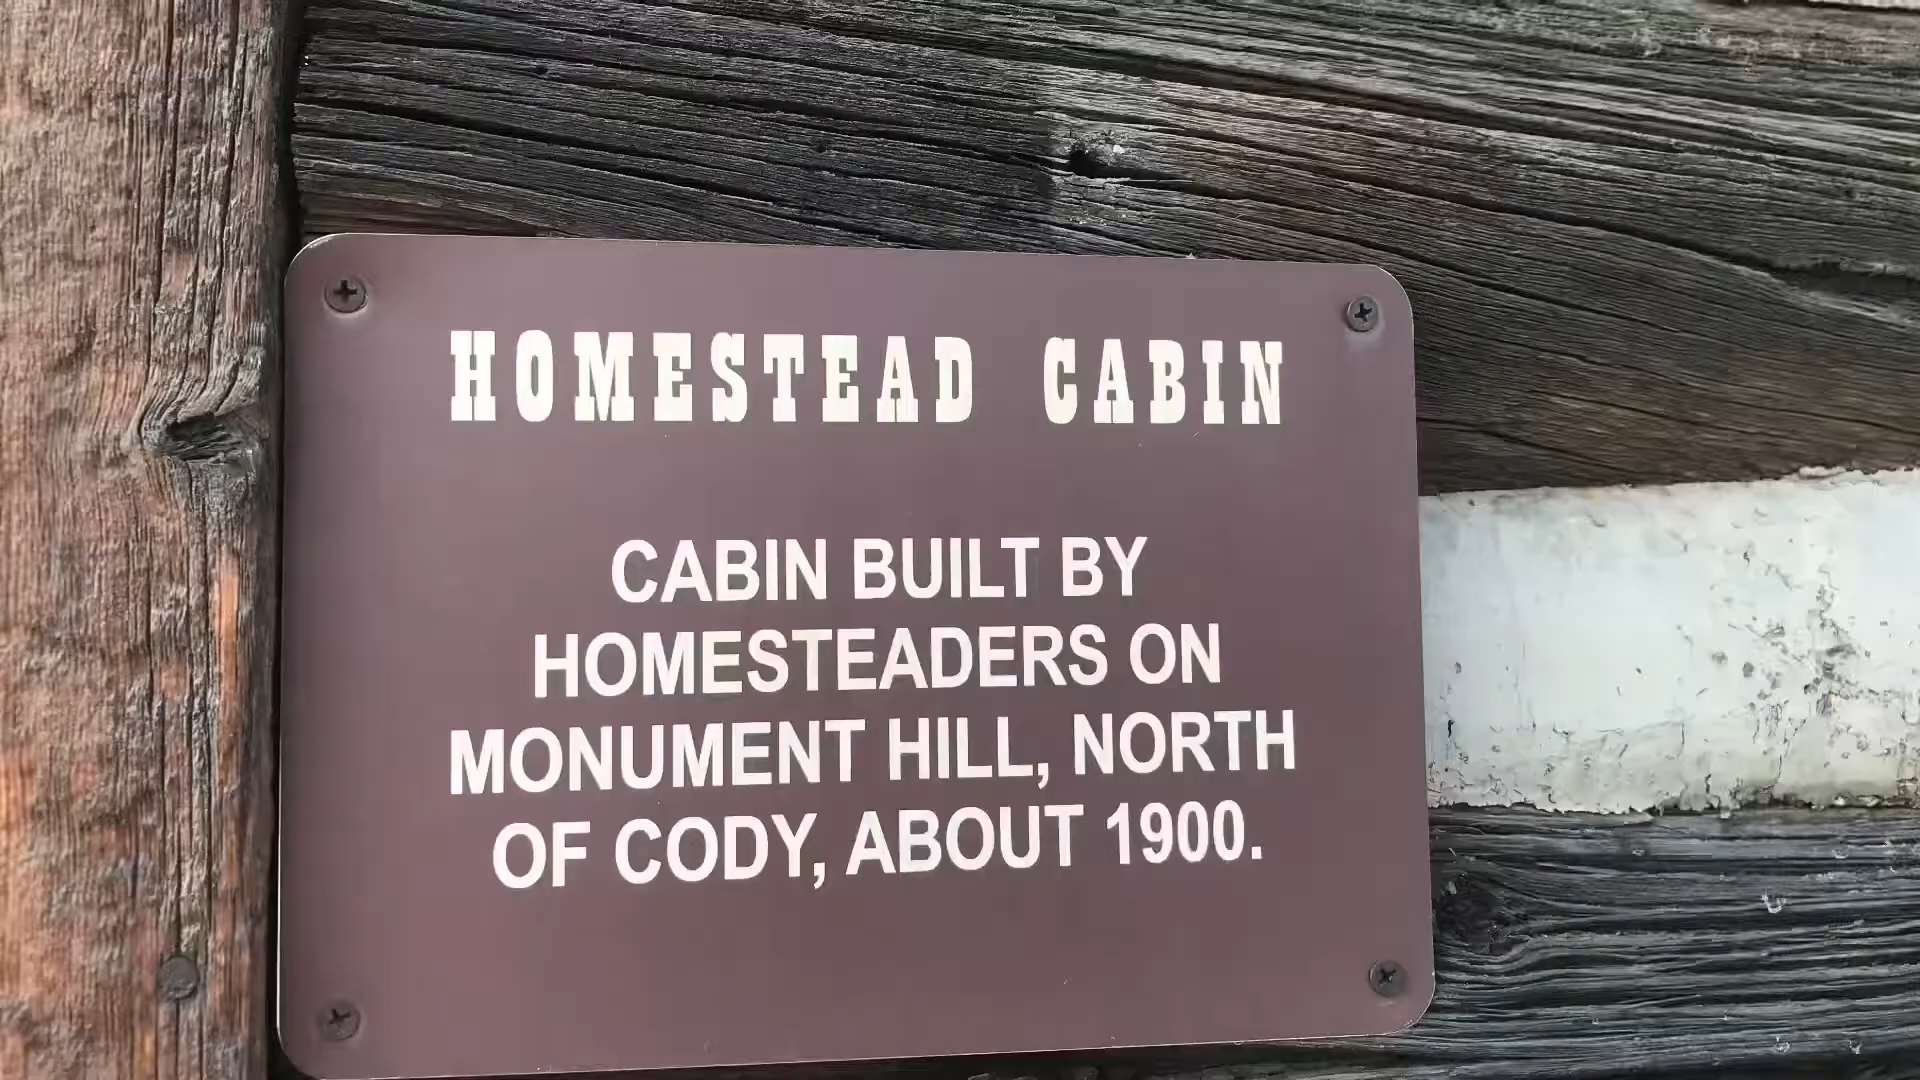 HOMESTEAD CABIN
CABIN BUILT BY
HOMESTEADERS ON
MONUMENT HILL, NORTH
OF CODY, ABOUT 1900.